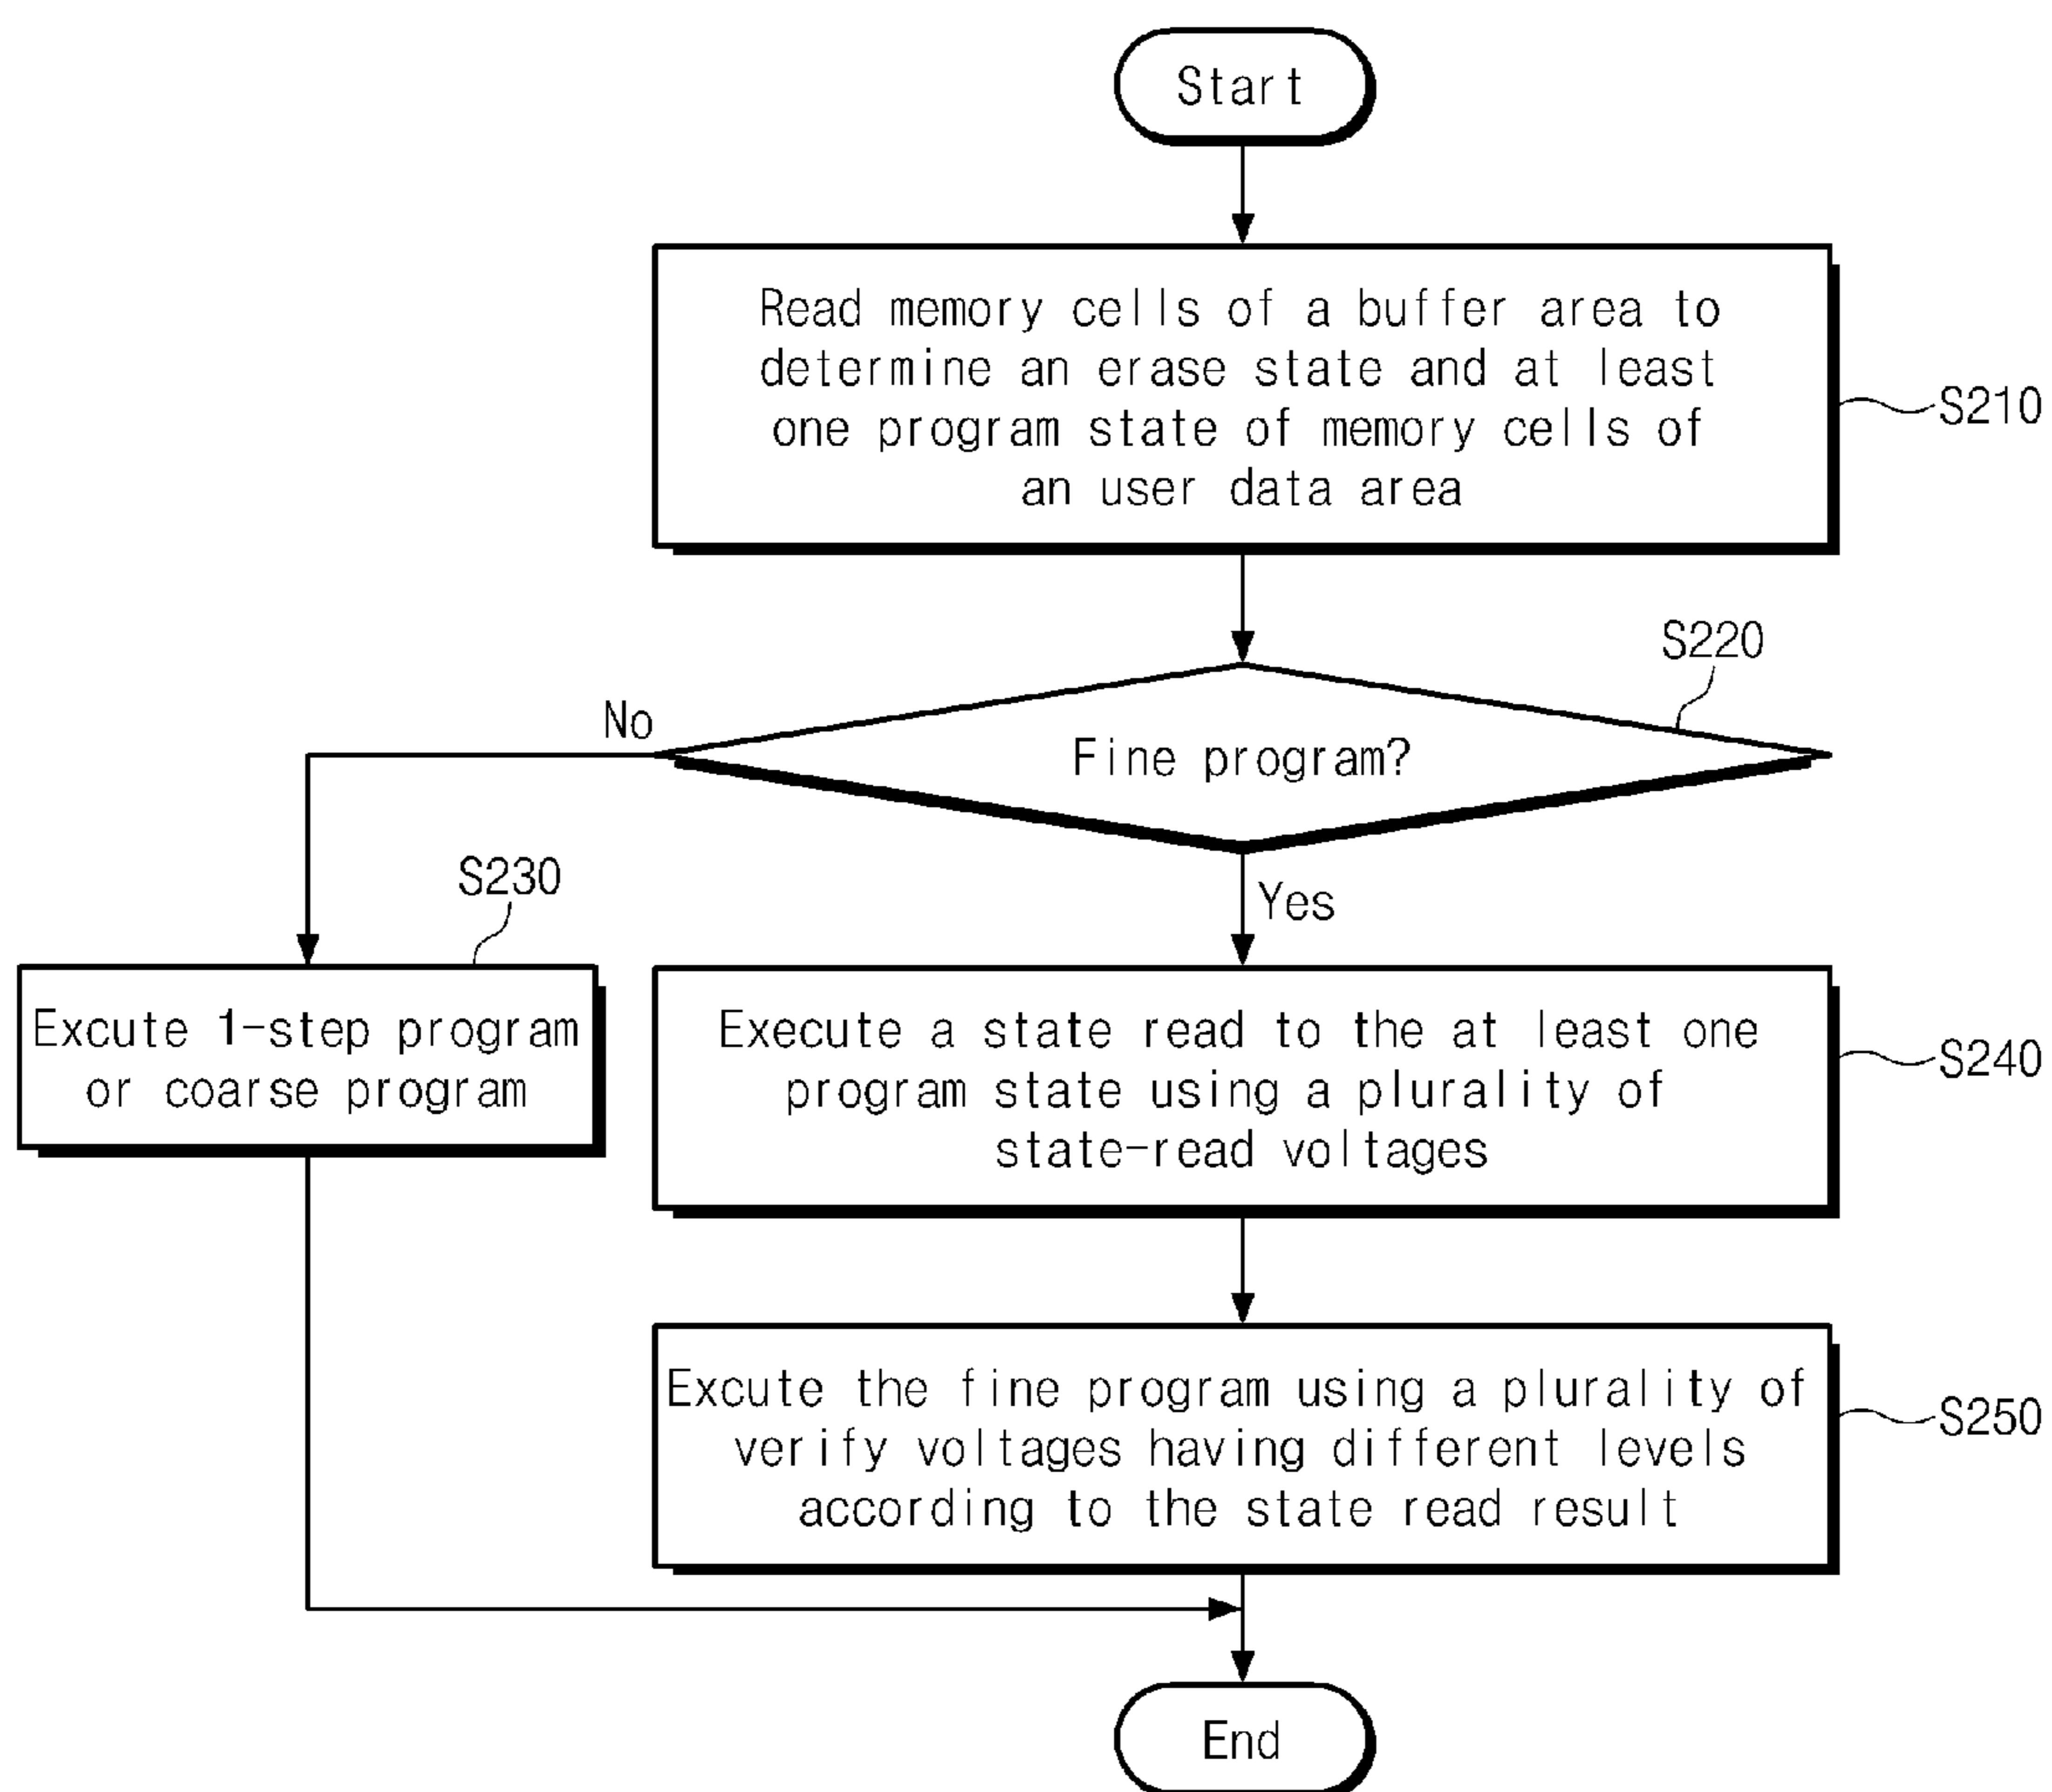 Start
Read memory cells of a buffer area to
determine an erase state and at least
one program state of memory cells of
an user data area
S210
S220
No
Fine program?
Yes
S230
Excute 1-step program
or coarse program
Execute a state read to the at least one
program state using a plurality of
state-read voltages
S240
Excute the fine program using a plurality of
verify voltages having different levels
according to the state read result
S250
End